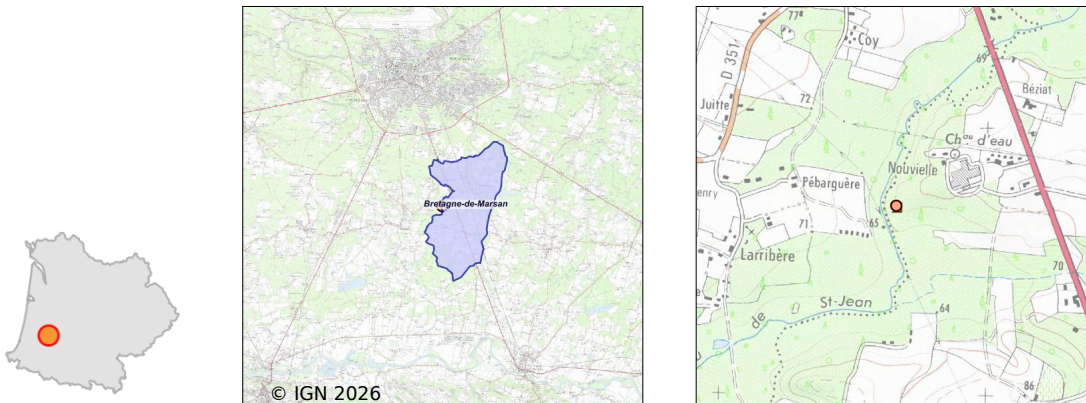 Bretagne-de-Marsan
© IGN 2026
77
Coy
D 351
69
Béziat
Juitte
72
Chau d'eau
Nouvielle
Pébarguère
enry
65
71
Larribère
70
St-Jean
de
64
86